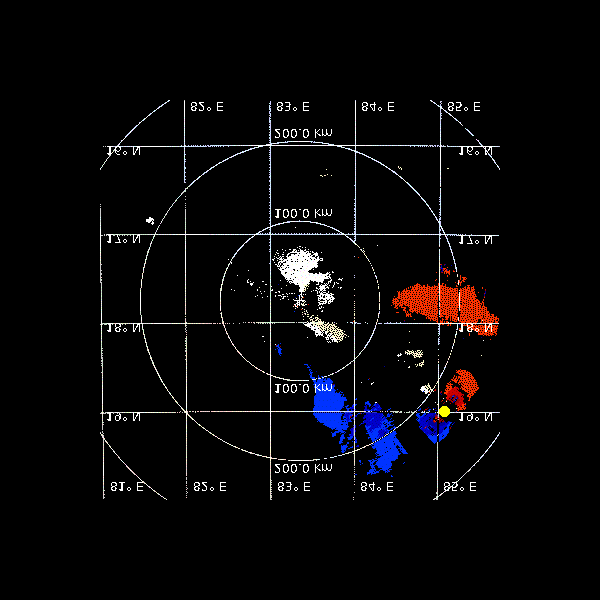 82° E 83° E 84° E 85° E
200.0 km
16° N 16° N
100.0 km
17° N 17° N
18° N 18° N
100.0 km
19° N 19° N
200.0 km
81° E 82° E 83° E 84° E 85° E